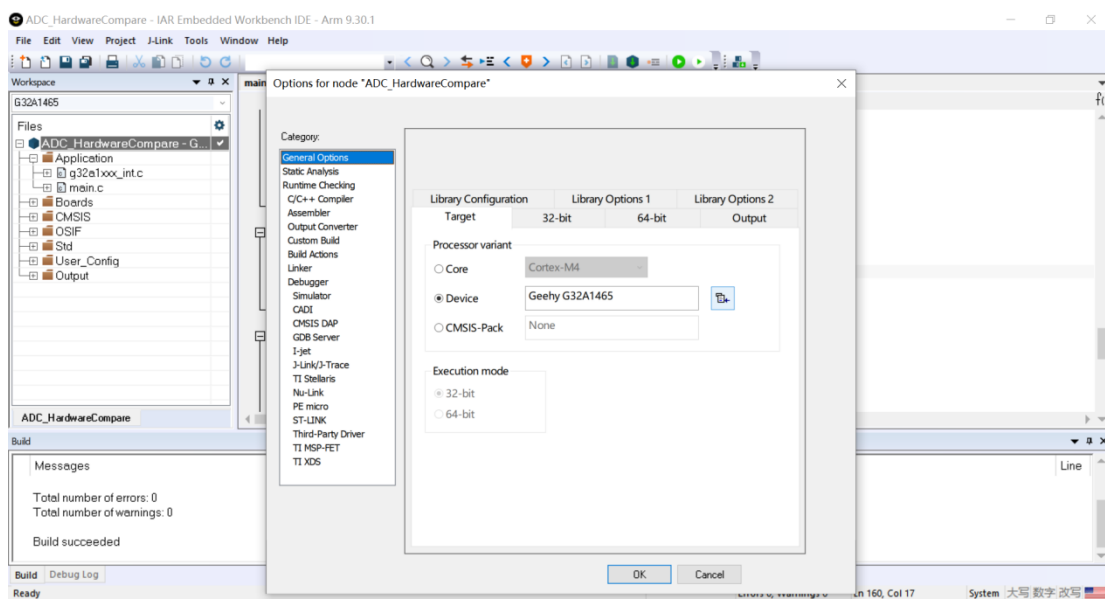 ADC_HardwareCompare - IAR Embedded Workbench IDE - Arm 9.30.1
File Edit View Project J-Link Tools Window Help
Workspace
main
Options for node "ADC_HardwareCompare"
G32A1465
f(
Files
ADC_HardwareCompare - G...
Application
g32a1xxx_int.c
main.c
Boards
CMSIS
OSIF
Std
User_Config
Output
ADC_HardwareCompare
Category:
General Options
Static Analysis
Runtime Checking
C/C++ Compiler
Assembler
Output Converter
Custom Build
Build Actions
Linker
Debugger
Simulator
CADI
CMSIS DAP
GDB Server
I-jet
J-Link/J-Trace
TI Stellaris
Nu-Link
PE micro
ST-LINK
Third-Party Driver
TI MSP-FET
TI XDS
Library Configuration Library Options 1 Library Options 2
Target 32-bit 64-bit Output
Processor variant
Core Cortex-M4
Device Geehy G32A1465
CMSIS-Pack None
Execution mode
32-bit
64-bit
OK Cancel
Build
Messages Line
Total number of errors: 0
Total number of warnings: 0
Build succeeded
Build Debug Log
Ready Errors 0, Warnings 0 Ln 160, Col 17 System 大写 数字 改写